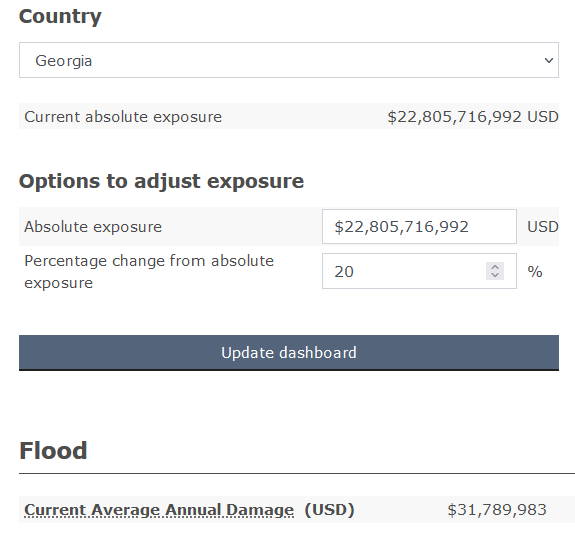 Country
Georgia
Current absolute exposure $22,805,716,992 USD
Options to adjust exposure
Absolute exposure $22,805,716,992 USD
Percentage change from absolute
exposure 20 %
Update dashboard
Flood
Current Average Annual Damage (USD) $31,789,983